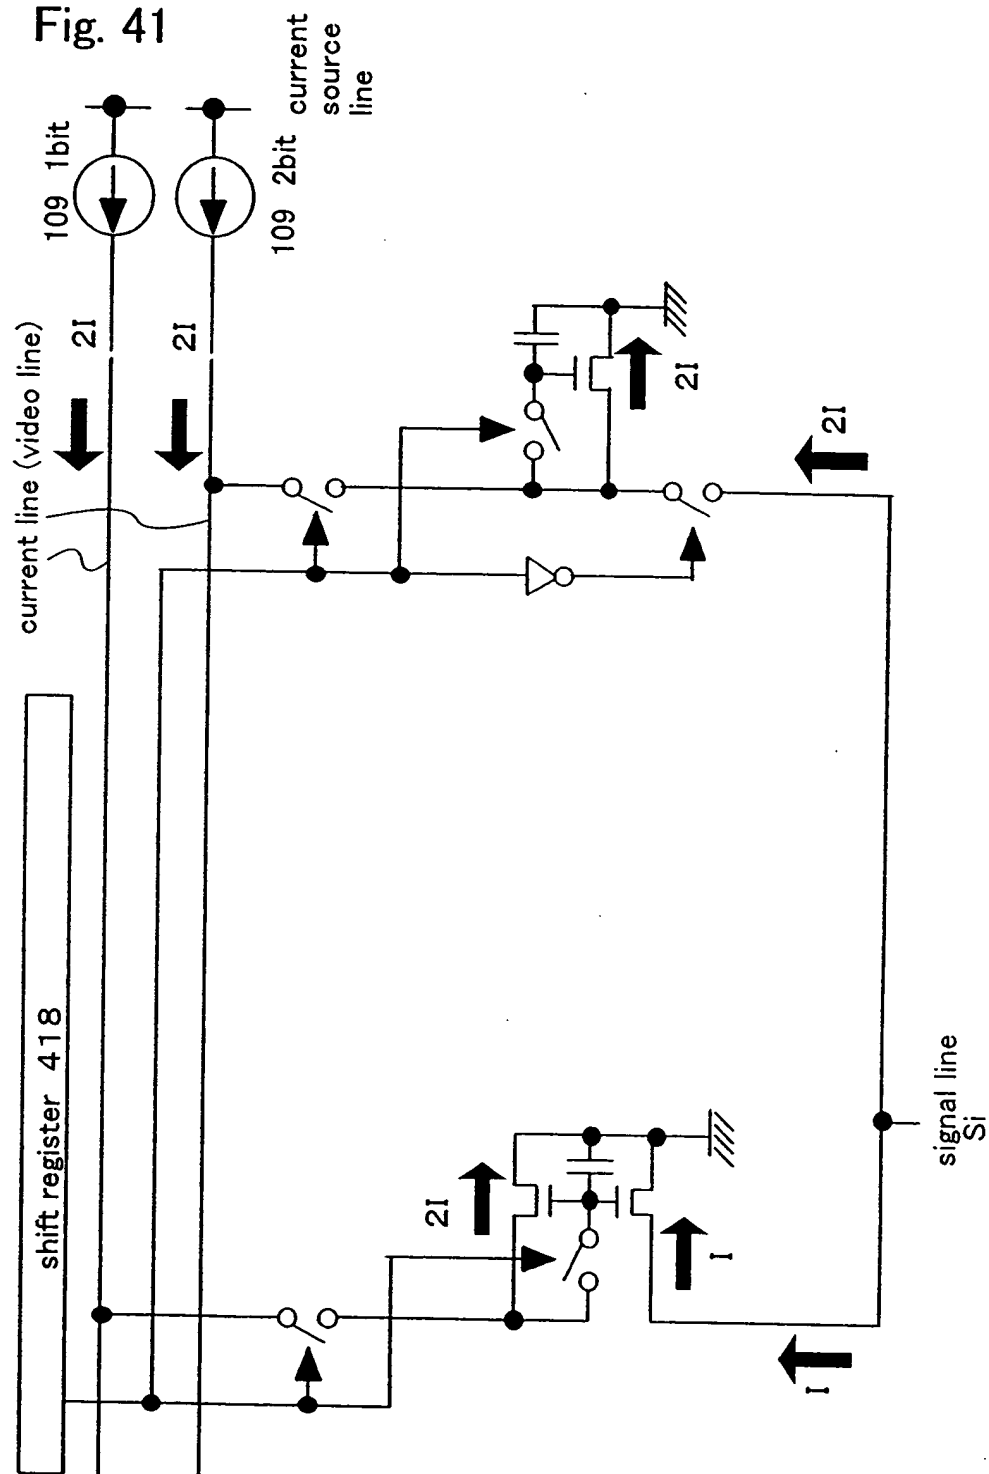 Fig. 41
current
source
line
109 1bit
109 2bit
current line (video line)
2I
2I
2I
2I
shift register 418
2I
I
I
signal line
Si